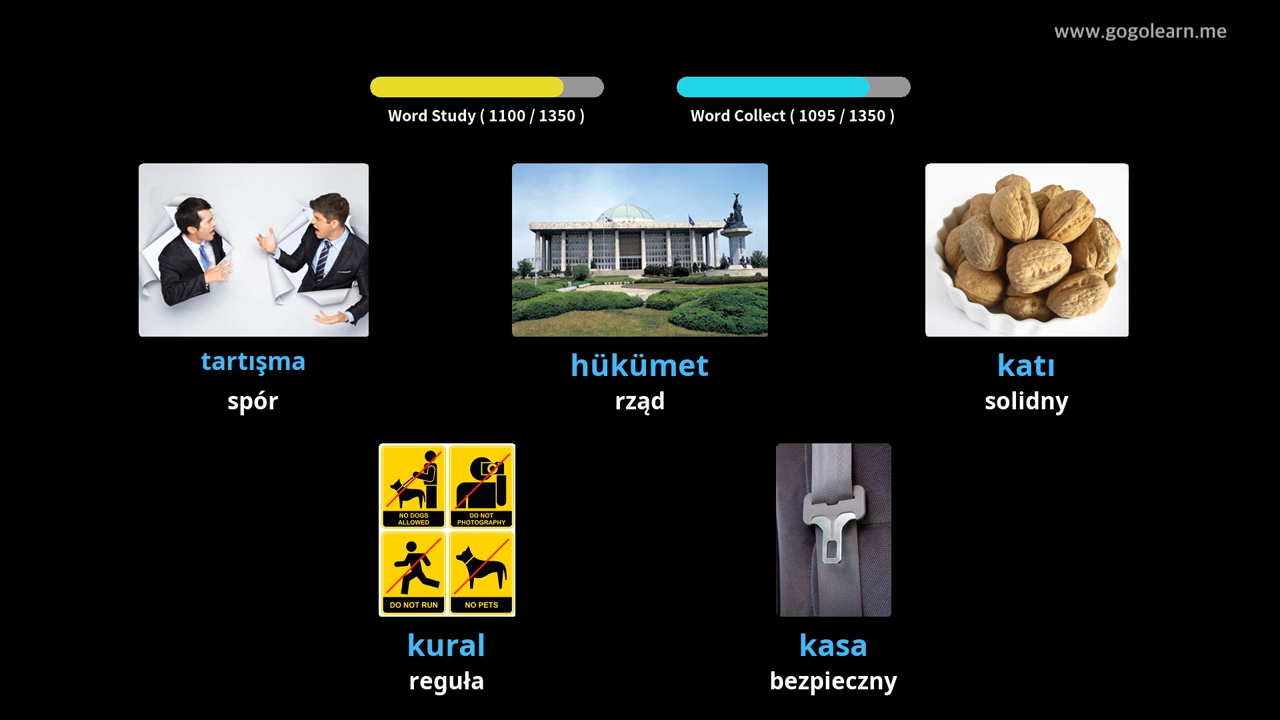 www.gogolearn.me
Word Study ( 1100 / 1350 )
Word Collect ( 1095 / 1350 )
tartışma
spór
hükümet
rząd
katı
solidny
NO DOGS
ALLOWED
DO NOT
PHOTOGRAPHY
DO NOT RUN
NO PETS
kural
reguła
kasa
bezpieczny